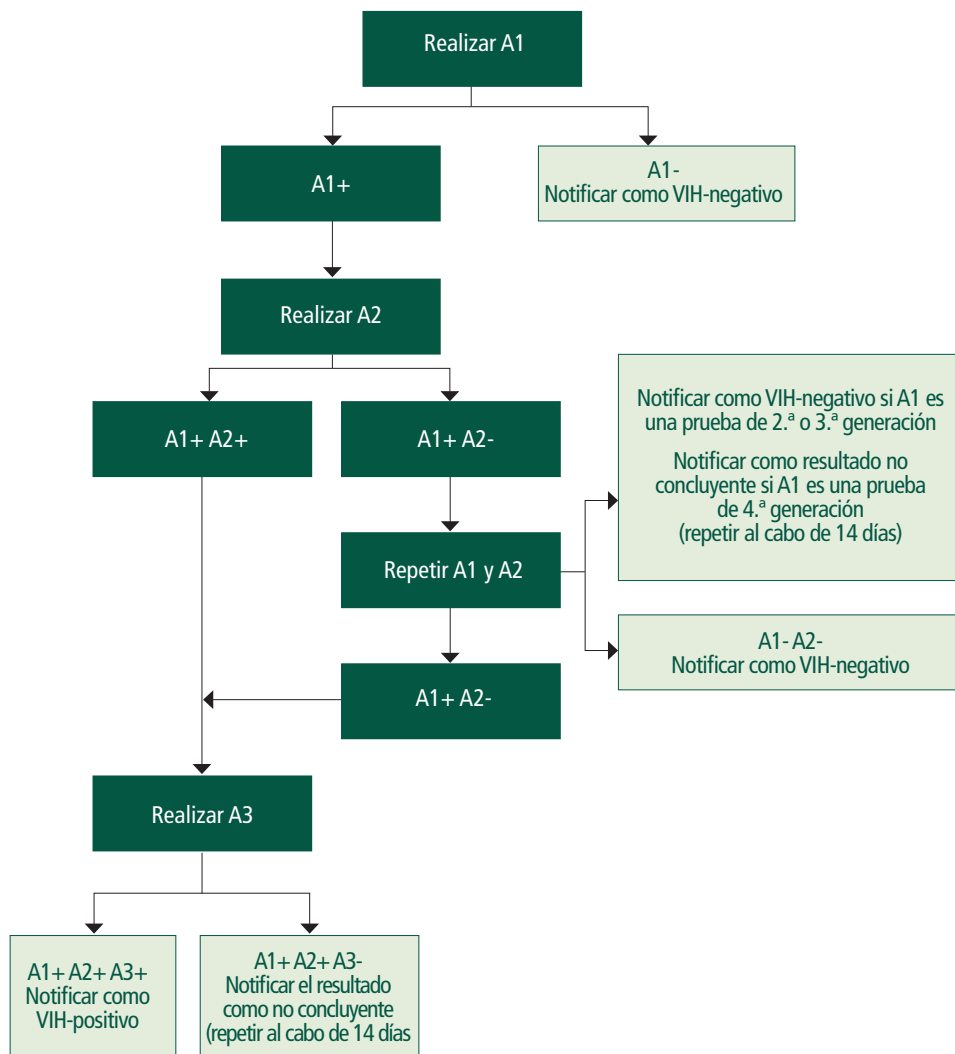 Realizar A1
A1+
A1-
Notificar como VIH-negativo
Realizar A2
A1+ A2+
A1+ A2-
Notificar como VIH-negativo si A1 es
una prueba de 2.ª o 3.ª generación
Notificar como resultado no
concluyente si A1 es una prueba
de 4.ª generación
(repetir al cabo de 14 días)
Repetir A1 y A2
A1- A2-
Notificar como VIH-negativo
A1+ A2-
Realizar A3
A1+ A2+ A3+
Notificar como
VIH-positivo
A1+ A2+ A3-
Notificar el resultado
como no concluyente
(repetir al cabo de 14 días